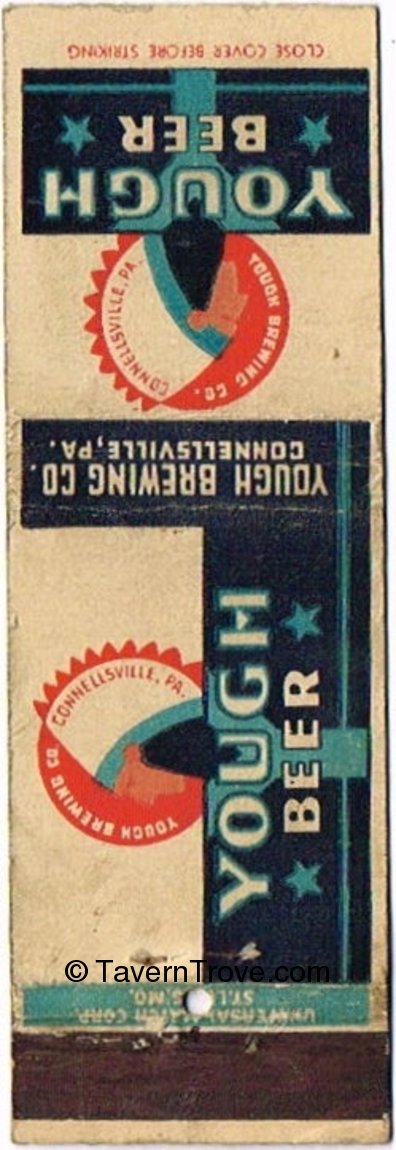 CLOSE COVER BEFORE STRIKING
YOUGH
BEER
CONNELLSVILLE, PA.
YOUGH BREWING CO.
YOUGH BREWING CO.
CONNELLSVILLE, PA.
YOUGH
BEER
CONNELLSVILLE, PA.
YOUGH BREWING CO
© TavernTrove.com
UNIVERSAL MATCH CORP.
ST. LOUIS MO.